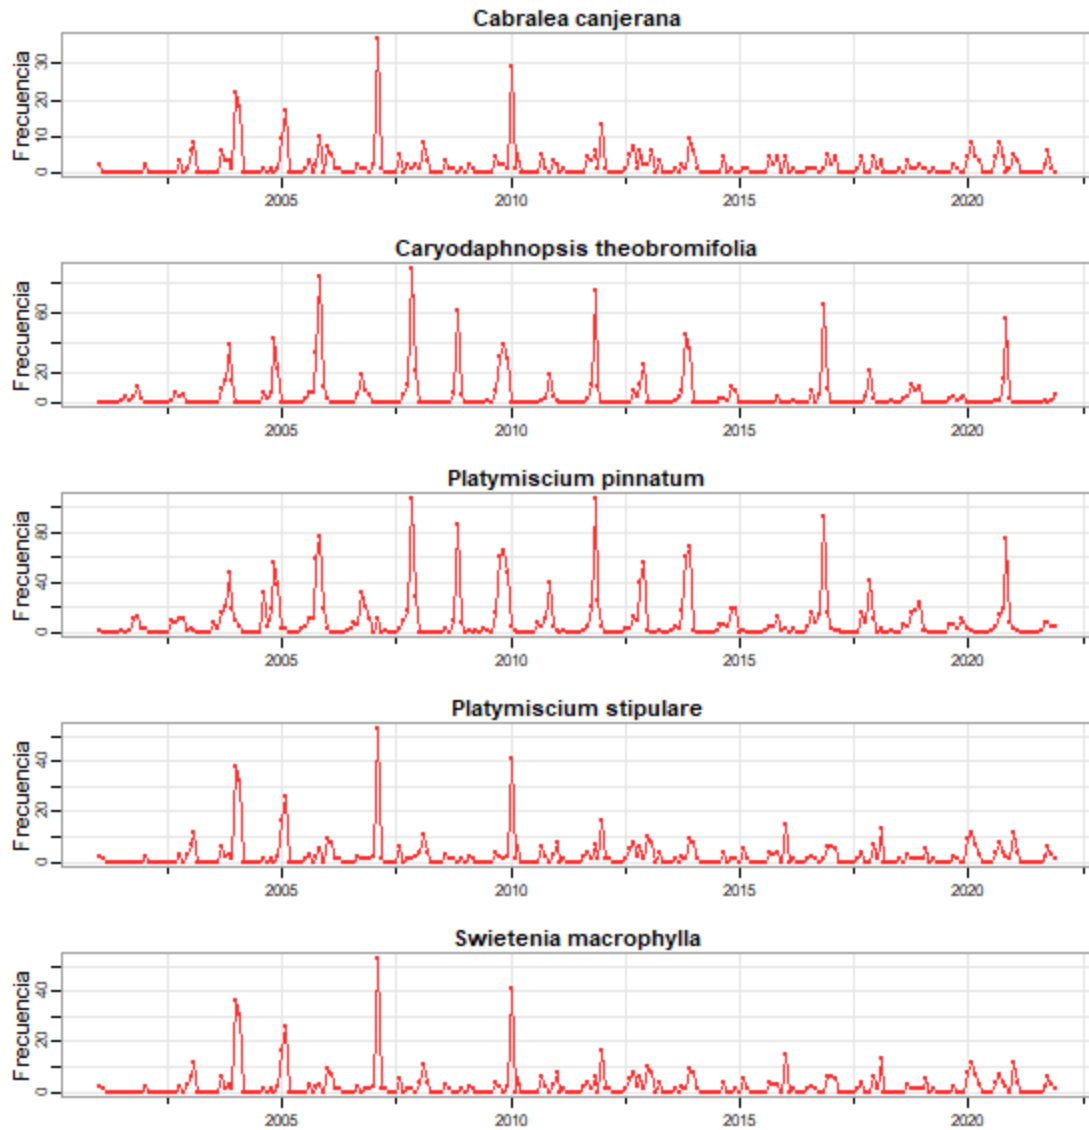 Cabralea canjerana
Frecuencia
30
20
10
0
2005 2010 2015 2020
Caryodaphnopsis theobromifolia
Frecuencia
60
20
0
2005 2010 2015 2020
Platymiscium pinnatum
Frecuencia
80
40
0
2005 2010 2015 2020
Platymiscium stipulare
Frecuencia
40
20
0
2005 2010 2015 2020
Swietenia macrophylla
Frecuencia
40
20
0
2005 2010 2015 2020